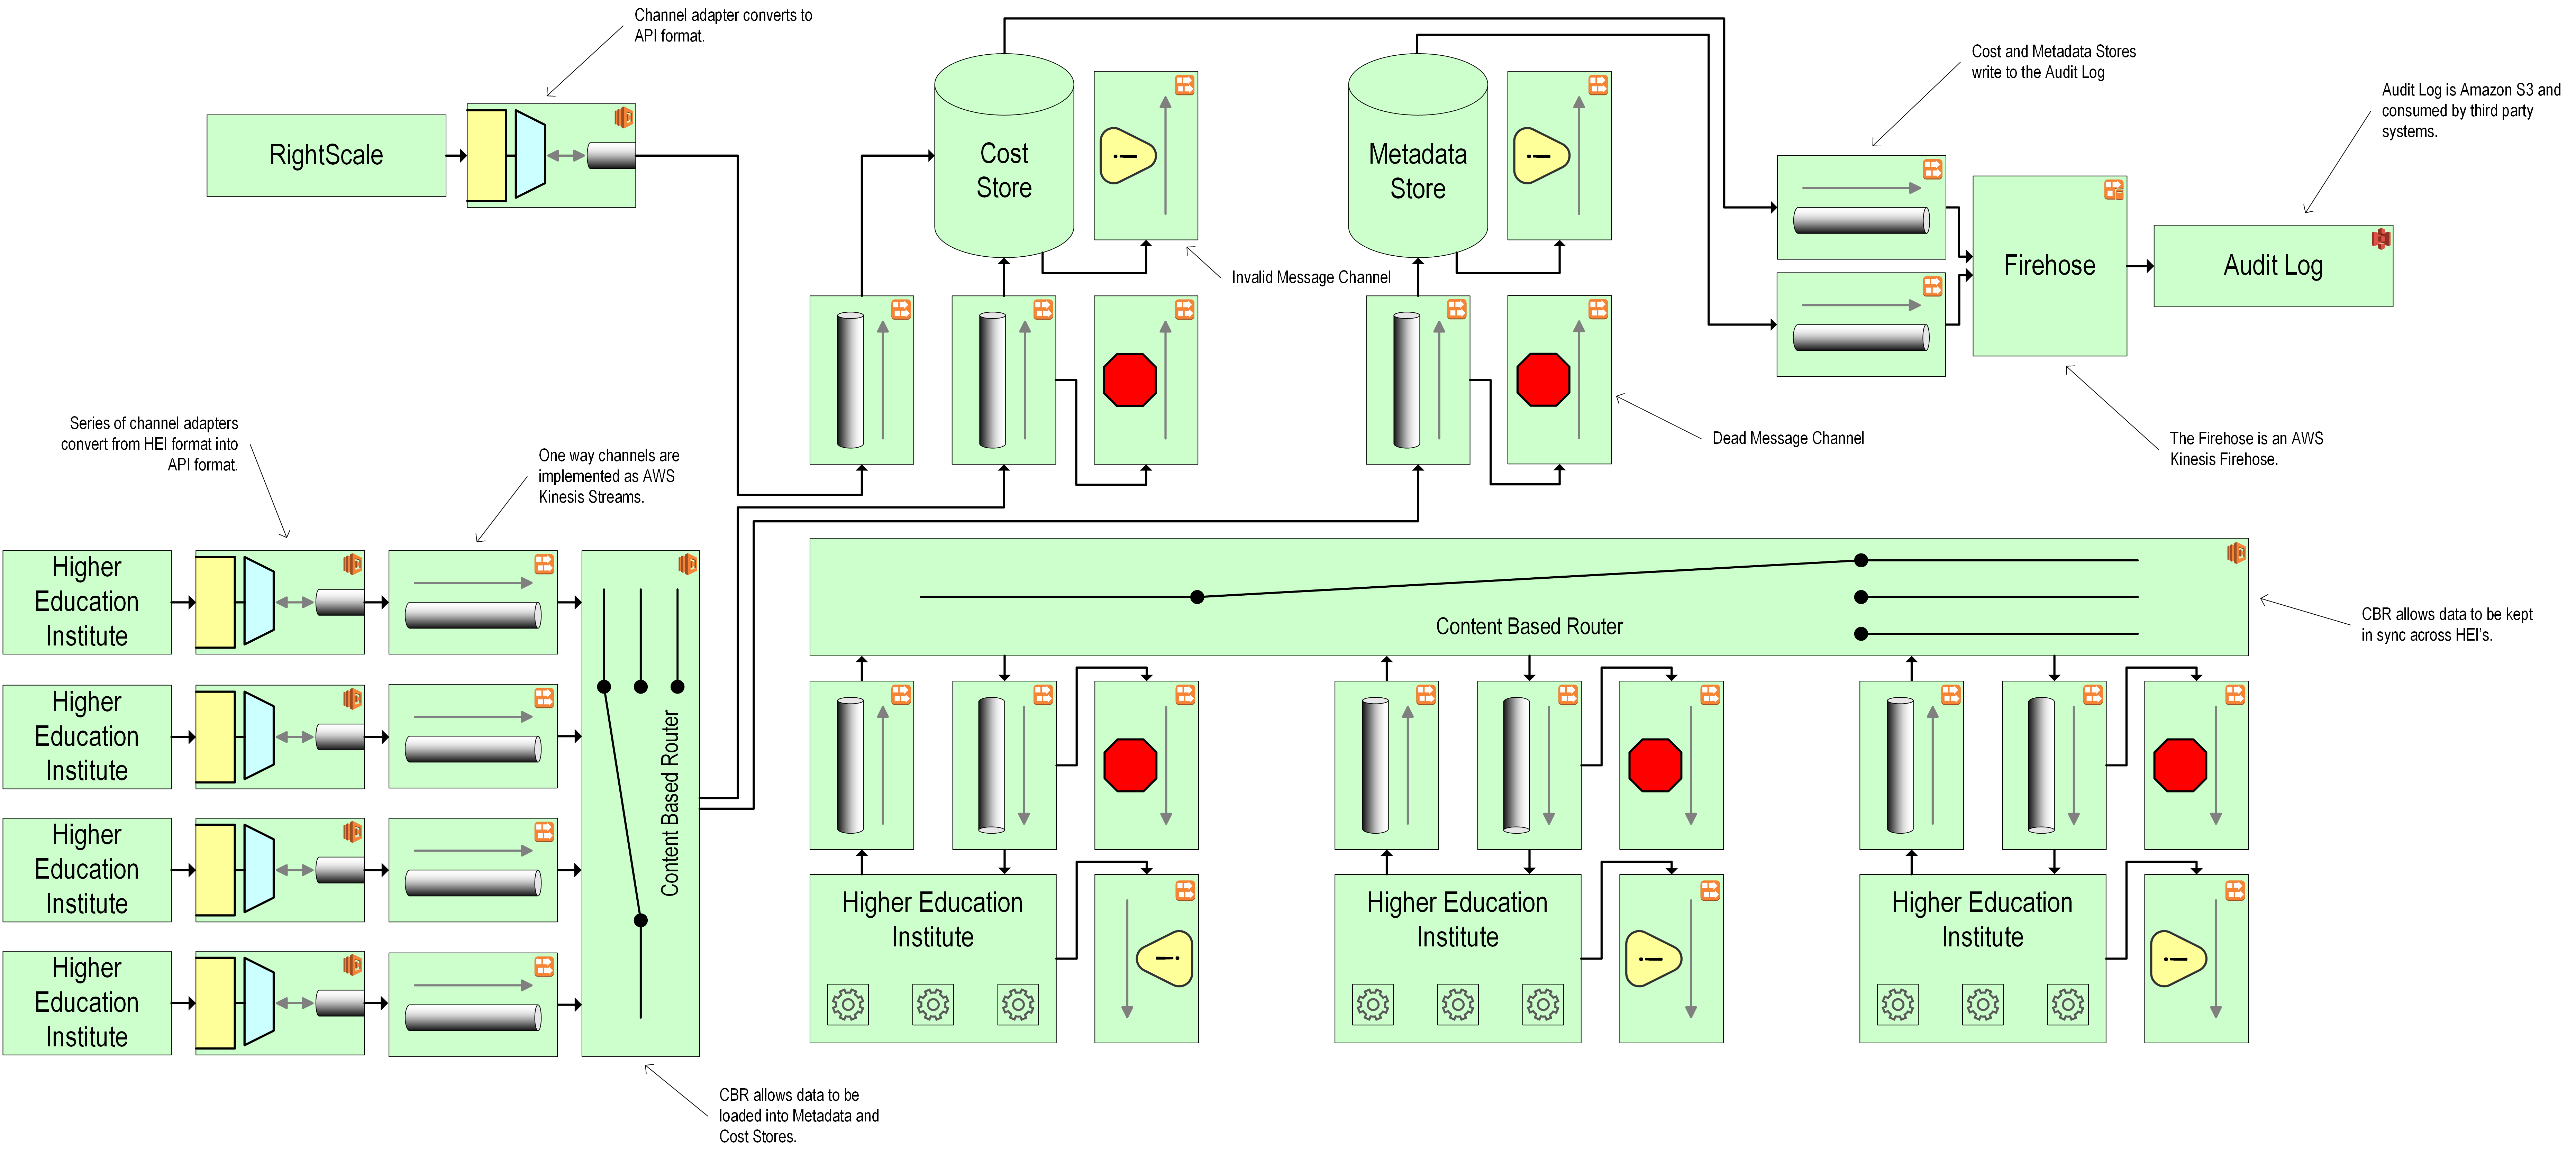 Channel adapter converts to
API format.
RightScale
Cost
Store
Metadata
Store
Invalid Message Channel
Cost and Metadata Stores
write to the Audit Log
Audit Log is Amazon S3 and
consumed by third party
systems.
Firehose
Audit Log
Dead Message Channel
The Firehose is an AWS
Kinesis Firehose.
Series of channel adapters
convert from HEI format into
API format.
One way channels are
implemented as AWS
Kinesis Streams.
Higher
Education
Institute
Higher
Education
Institute
Higher
Education
Institute
Higher
Education
Institute
Content Based Router
CBR allows data to be
loaded into Metadata and
Cost Stores.
Content Based Router
CBR allows data to be kept
in sync across HEI's.
Higher Education
Institute
Higher Education
Institute
Higher Education
Institute